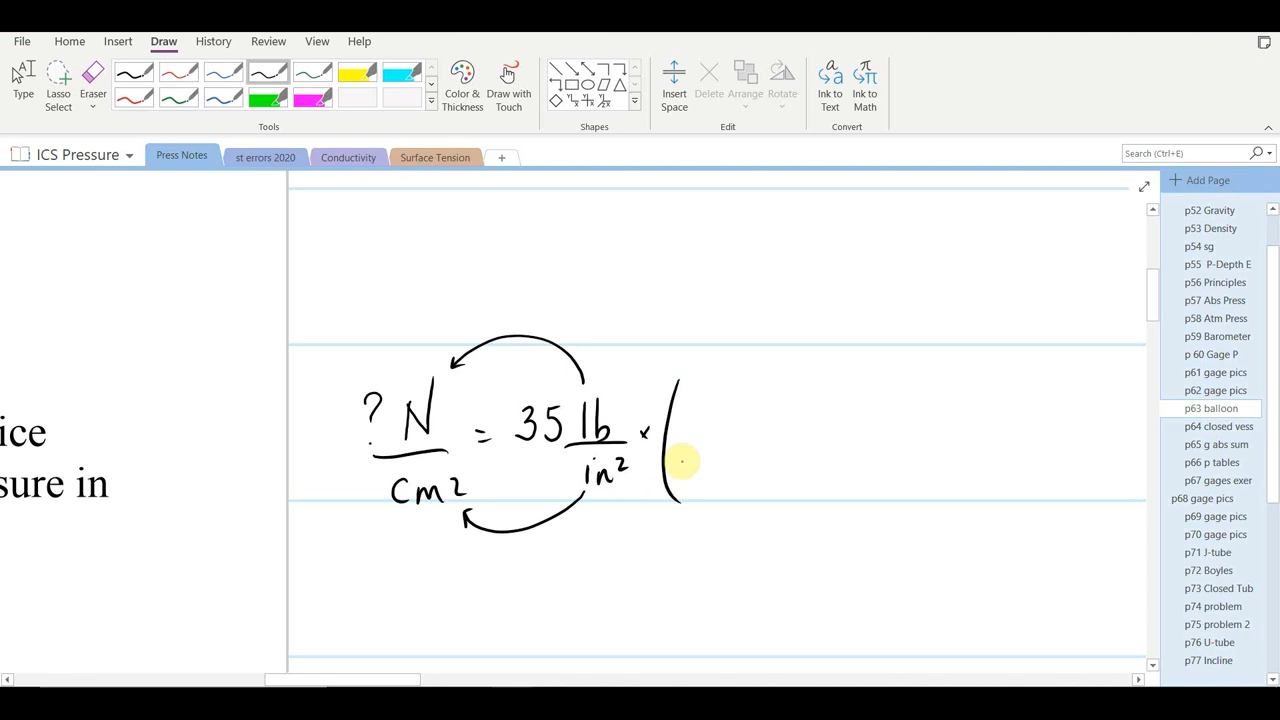 File Home Insert Draw History Review View Help
Type Lasso Select Eraser Color & Thickness Draw with Touch Insert Space Delete Arrange Rotate Ink to Text Ink to Math
Tools Shapes Edit Convert
ICS Pressure Press Notes st errors 2020 Conductivity Surface Tension + Search (Ctrl+E)
Add Page
p52 Gravity
p53 Density
p54 sg
p55 P-Depth E
p56 Principles
p57 Abs Press
p58 Atm Press
p59 Barometer
p 60 Gage P
p61 gage pics
p62 gage pics
p63 balloon
p64 closed vess
p65 g abs sum
p66 p tables
p67 gages exer
p68 gage pics
p69 gage pics
p70 gage pics
p71 J-tube
p72 Boyles
p73 Closed Tub
p74 problem
p75 problem 2
p76 U-tube
p77 Incline
ice
sure in
? N = 35 lb × (
cm2 in2